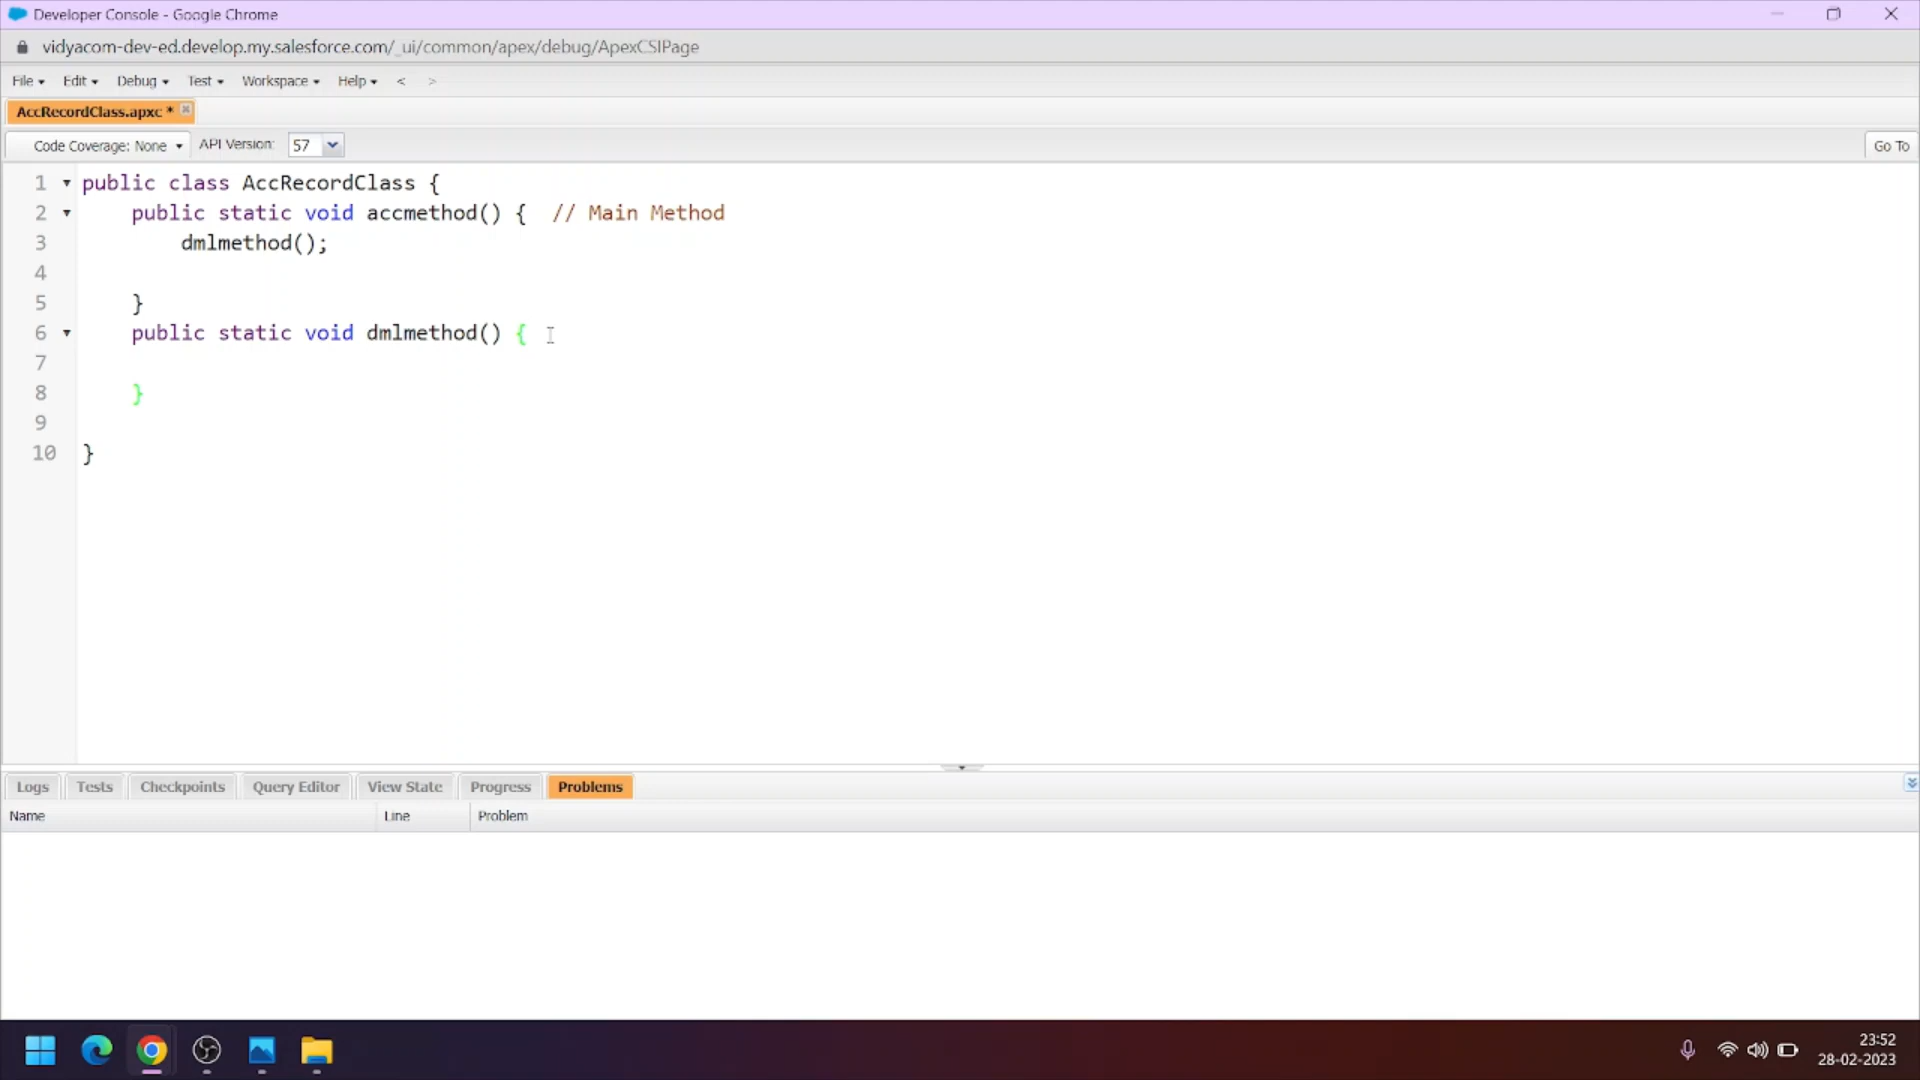 Developer Console - Google Chrome
vidyacom-dev-ed.develop.my.salesforce.com/_ui/common/apex/debug/ApexCSIPage
File Edit Debug Test Workspace Help < >
AccRecordClass.apxc *
Code Coverage: None API Version: 57 Go To
1 public class AccRecordClass {
2 public static void accmethod() { // Main Method
3 dmlmethod();
4
5 }
6 public static void dmlmethod() {
7
8 }
9
10 }
Logs Tests Checkpoints Query Editor View State Progress Problems
Name Line Problem
23:52
28-02-2023